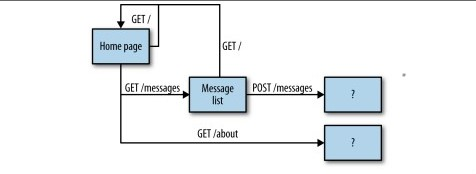 GET /
Home page
GET /
GET /messages
Message
list
POST /messages
?
GET /about
?